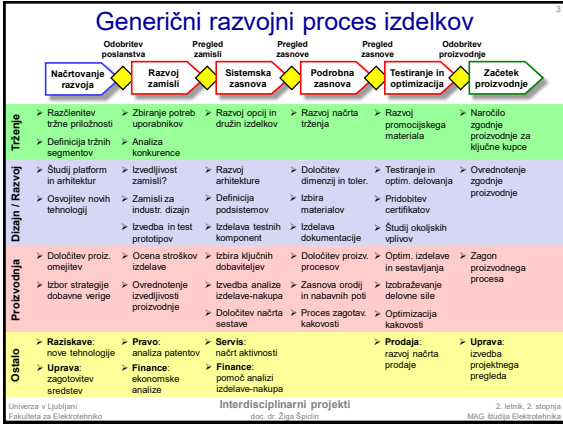 3
Generični razvojni proces izdelkov
Odobritev
poslanstva
Pregled
zamisli
Pregled
zasnove
Pregled
zasnove
Odobritev
proizvodnje
Načrtovanje
razvoja
Razvoj
zamisli
Sistemska
zasnova
Podrobna
zasnova
Testiranje in
optimizacija
Začetek
proizvodnje
Trženje
➢ Razčlenitev
tržne priložnosti
➢ Definicija tržnih
segmentov
➢ Zbiranje potreb
uporabnikov
➢ Analiza
konkurence
➢ Razvoj opcij in
družin izdelkov
➢ Razvoj načrta
trženja
➢ Razvoj
promocijskega
materiala
➢ Naročilo
zgodnje
proizvodnje za
ključne kupce
Dizajn / Razvoj
➢ Študij platform
in arhitektur
➢ Osvojitev novih
tehnologij
➢ Izvedljivost
zamisli?
➢ Zamisli za
industr. dizajn
➢ Izvedba in test
prototipov
➢ Razvoj
arhitekture
➢ Definicija
podsistemov
➢ Izdelava testnih
komponent
➢ Določitev
dimenzij in toler.
➢ Izbira
materialov
➢ Izdelava
dokumentacije
➢ Testiranje in
optim. delovanja
➢ Pridobitev
certifikatov
➢ Študij okoljskih
vplivov
➢ Ovrednotenje
zgodnje
proizvodnje
Proizvodnja
➢ Določitev proiz.
omejitev
➢ Izbor strategije
dobavne verige
➢ Ocena stroškov
izdelave
➢ Ovrednotenje
izvedljivosti
proizvodnje
➢ Izbira ključnih
dobaviteljev
➢ Izvedba analize
izdelave-nakupa
➢ Določitev načrta
sestave
➢ Določitev proizv.
procesov
➢ Zasnova orodij
in nabavnih poti
➢ Proces zagotav.
kakovosti
➢ Optim. izdelave
in sestavljanja
➢ Izobraževanje
delovne sile
➢ Optimizacija
kakovosti
➢ Zagon
proizvodnega
procesa
Ostalo
➢ Raziskave:
nove tehnologije
➢ Uprava:
zagotovitev
sredstev
➢ Pravo:
analiza patentov
➢ Finance:
ekonomske
analize
➢ Servis:
načrt aktivnosti
➢ Finance:
pomoč analizi
izdelave-nakupa
➢ Prodaja:
razvoj načrta
prodaje
➢ Uprava:
izvedba
projektnega
pregleda
Univerza v Ljubljani
Fakulteta za Elektrotehniko
Interdisciplinarni projekti
doc. dr. Žiga Špiclin
2. letnik, 2. stopnja
MAG študija Elektrotehnika